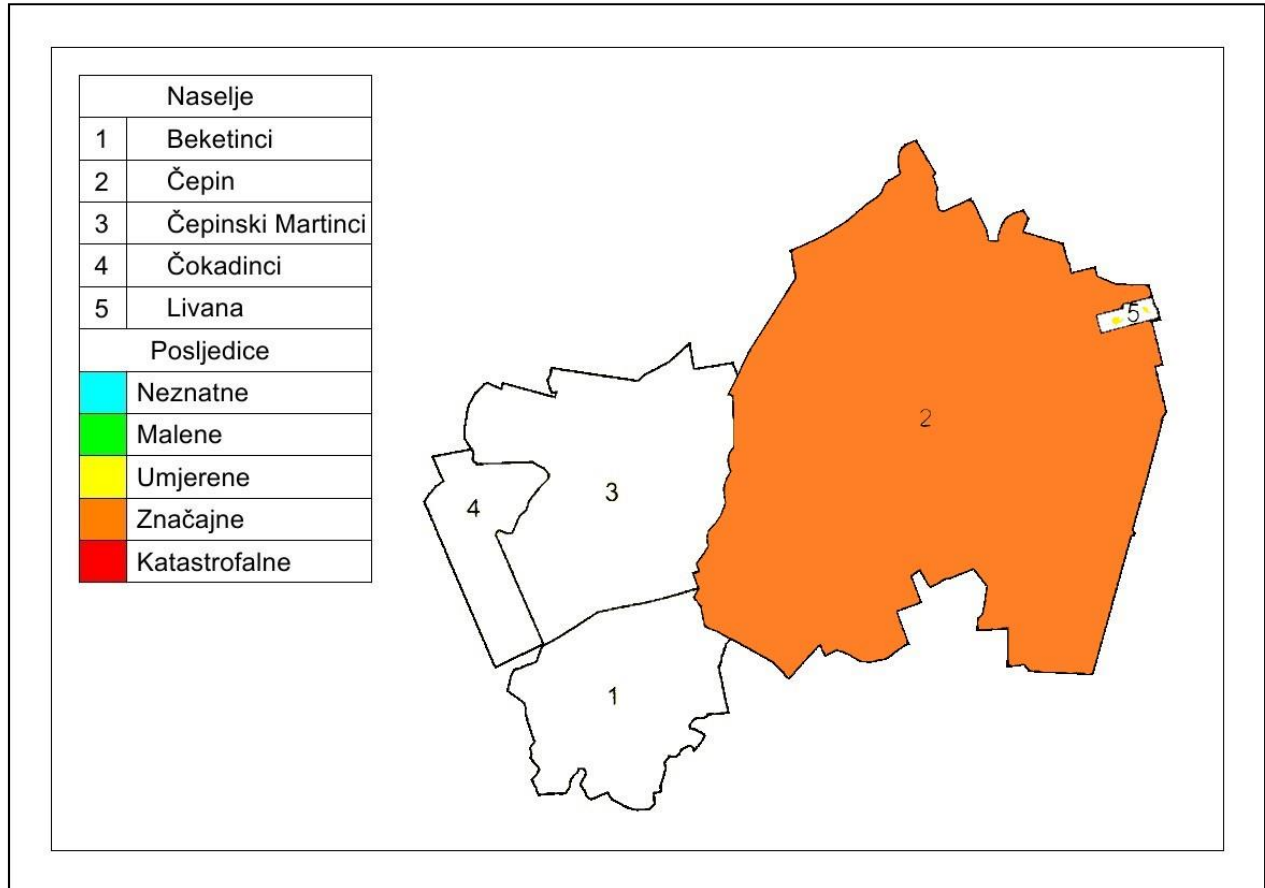 Naselje
1 Beketinci
2 Čepin
3 Čepinski Martinci
4 Čokadinci
5 Livana
Posljedice
Neznatne
Malene
Umjerene
Značajne
Katastrofalne
5
2
3
4
1